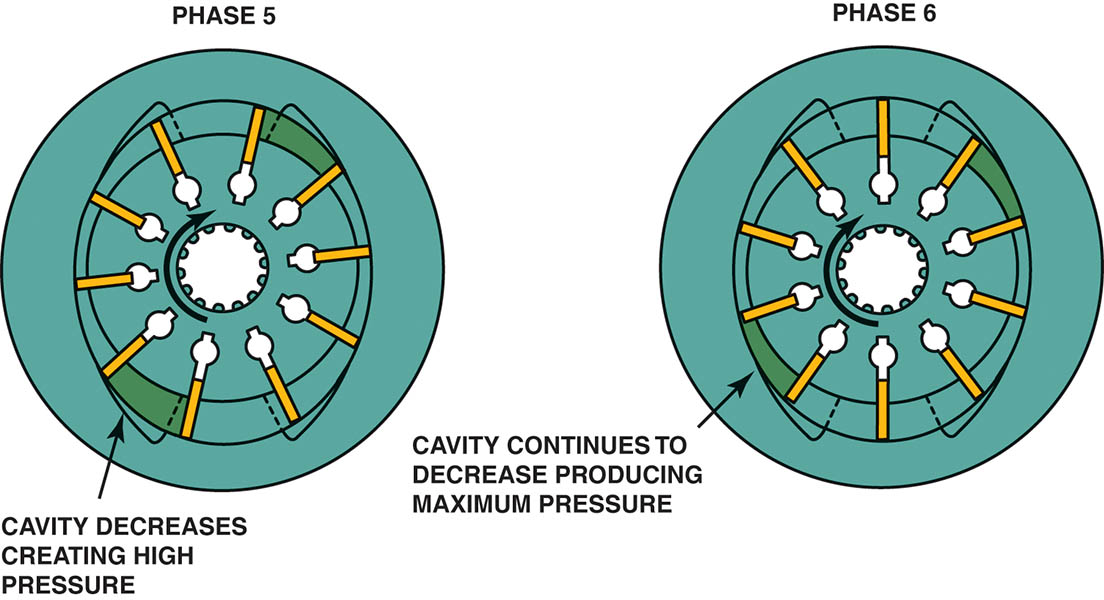 PHASE 5
PHASE 6
CAVITY DECREASES
CREATING HIGH
PRESSURE
CAVITY CONTINUES TO
DECREASE PRODUCING
MAXIMUM PRESSURE